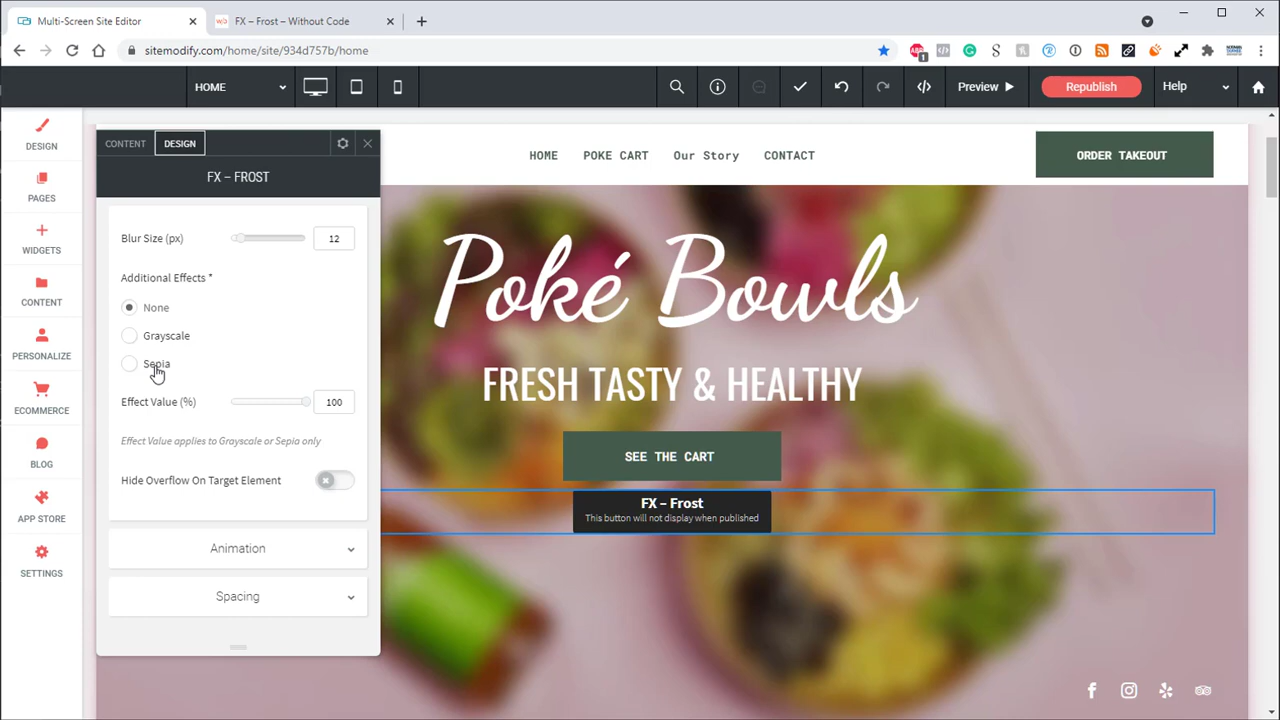 Multi-Screen Site Editor
FX – Frost – Without Code
sitemodify.com/home/site/934d757b/home
1
HOME
Preview
Republish
Help
DESIGN
PAGES
WIDGETS
CONTENT
PERSONALIZE
ECOMMERCE
BLOG
APP STORE
SETTINGS
CONTENT
DESIGN
FX – FROST
Blur Size (px)
12
Additional Effects *
None
Grayscale
Sepia
Effect Value (%)
100
Effect Value applies to Grayscale or Sepia only
Hide Overflow On Target Element
Animation
Spacing
HOME
POKE CART
Our Story
CONTACT
ORDER TAKEOUT
Poké Bowls
FRESH TASTY & HEALTHY
SEE THE CART
FX – Frost
This button will not display when published